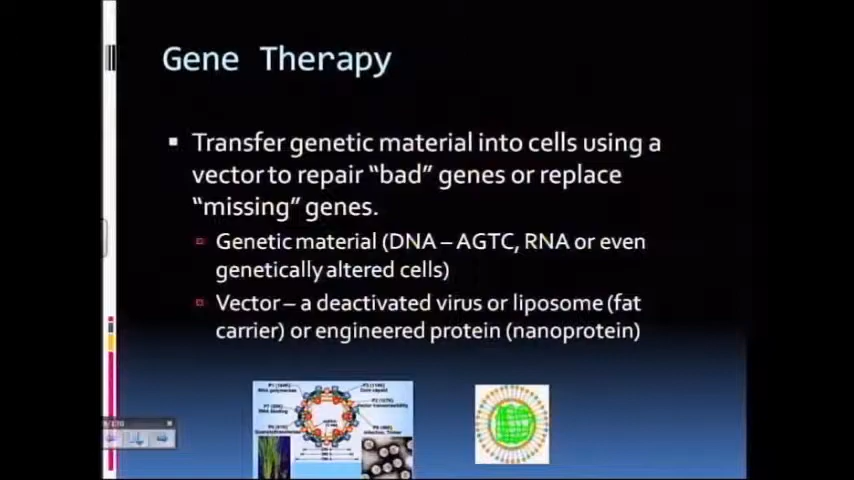 Gene Therapy
Transfer genetic material into cells using a
vector to repair “bad” genes or replace
“missing” genes.
Genetic material (DNA – AGTC, RNA or even
genetically altered cells)
Vector – a deactivated virus or liposome (fat
carrier) or engineered protein (nanoprotein)